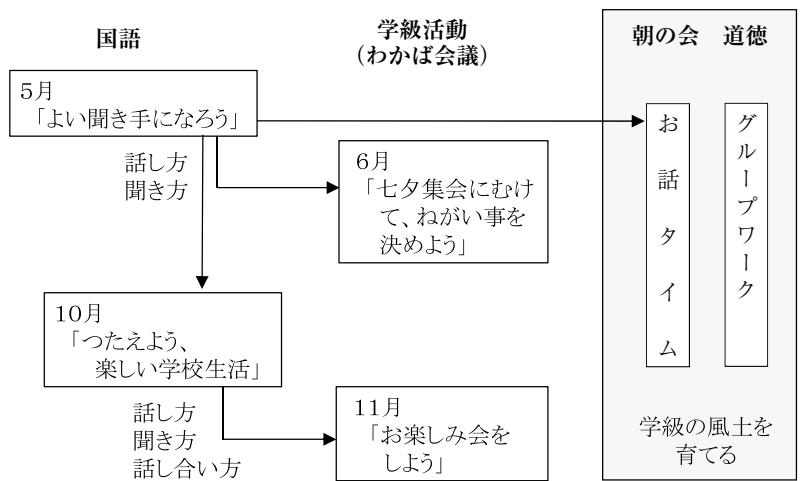 国語
学級活動
（わかば会議）
朝の会　道徳
５月
「よい聞き手になろう」
話し方
聞き方
６月
「七夕集会にむけ
て、ねがい事を
決めよう」
１０月
「つたえよう、
楽しい学校生活」
話し方
聞き方
話し合い方
１１月
「お楽しみ会を
しよう」
お話タイム
グループワーク
学級の風土を
育てる